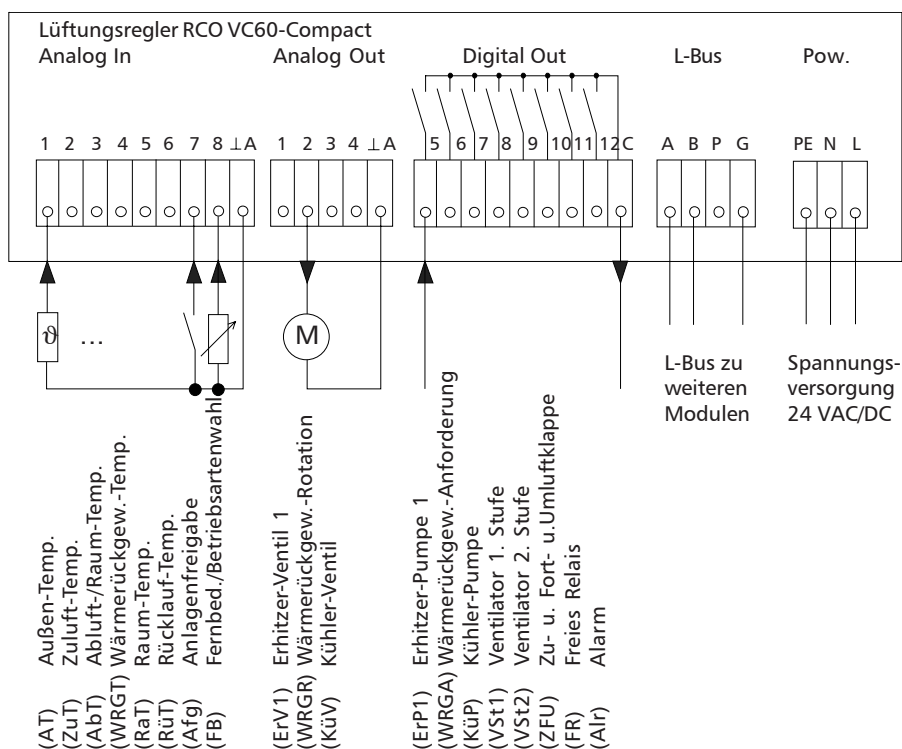 Lüftungsregler RCO VC60-Compact
Analog In
Analog Out
Digital Out
L-Bus
Pow.
1 2 3 4 5 6 7 8 ⊥ A
1 2 3 4 ⊥ A
5 6 7 8 9 10 11 12 C
A B P G
PE N L
ϑ ...
M
L-Bus zu
weiteren
Modulen
Spannungs-
versorgung
24 VAC/DC
(AT) Außen-Temp.
(ZuT) Zuluft-Temp.
(AbT) Abluft-/Raum-Temp.
(WRGT) Wärmerückgew.-Temp.
(RaT) Raum-Temp.
(RüT) Rücklauf-Temp.
(Afg) Anlagenfreigabe
(FB) Fernbed./Betriebsartenwahl
(ErV1) Erhitzer-Ventil 1
(WRGR) Wärmerückgew.-Rotation
(KüV) Kühler-Ventil
(ErP1) Erhitzer-Pumpe 1
(WRGA) Wärmerückgew.-Anforderung
(KüP) Kühler-Pumpe
(VSt1) Ventilator 1. Stufe
(VSt2) Ventilator 2. Stufe
(ZFU) Zu- u. Fort- u.Umluftklappe
(FR) Freies Relais
(Alr) Alarm